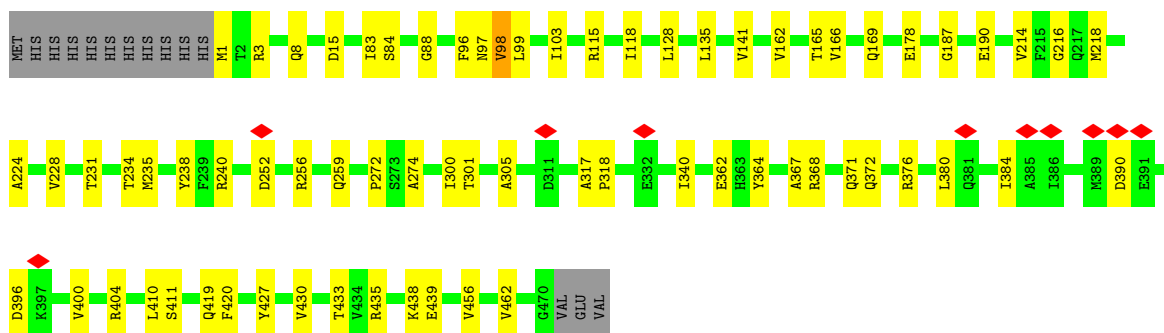 MET HIS HIS HIS HIS HIS HIS HIS HIS HIS HIS M1 T2 R3 Q8 D15 I83 S84 G88 F96 N97 V98 L99 I103 R115 I118 L128 L135 V141 V162 T165 V166 Q169 E178 G187 E190 V214 F215 G216 Q217 M218
A224 V228 T231 T234 M235 Y238 F239 R240 D252 R256 Q259 P272 S273 A274 I300 T301 A305 D311 A317 P318 E332 I340 E362 H363 Y364 A367 R368 Q371 Q372 R376 L380 Q381 I384 A385 I386 M389 D390 E391
D396 K397 V400 R404 L410 S411 Q419 F420 Y427 V430 T433 V434 R435 K438 E439 V456 V462 G470 VAL GLU VAL